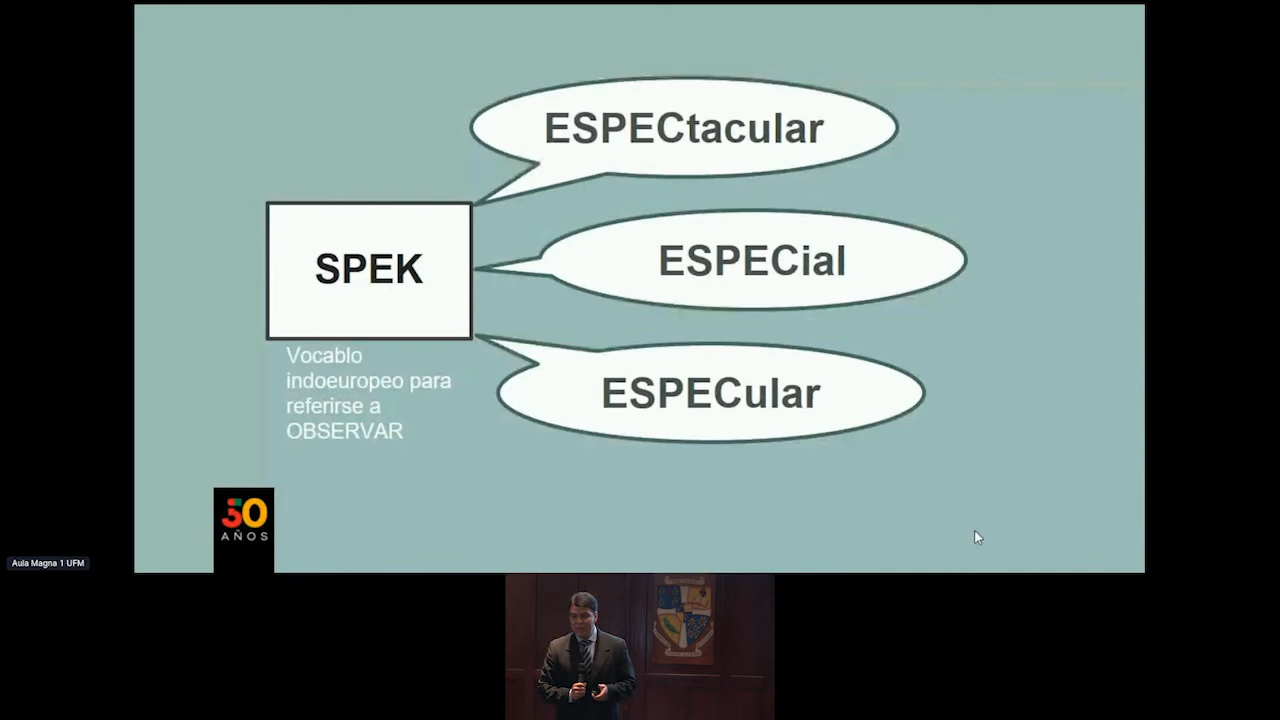 ESPECtacular
SPEK
ESPECial
ESPECular
Vocablo
indoeuropeo para
referirse a
OBSERVAR
50
AÑOS
Aula Magna 1 UFM